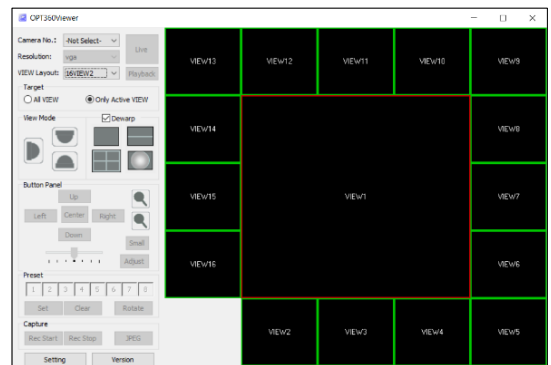 OPT360Viewer
Camera No.: -Not Select- Live
Resolution: vga
VIEW Layout: 16VIEW2 Playback
Target
All VIEW Only Active VIEW
View Mode Dewarp
Button Panel
Up
Left Center Right
Down
Small
Adjust
Preset
1 2 3 4 5 6 7 8
Set Clear Rotate
Capture
Rec Start Rec Stop JPEG
Setting Version
VIEW13 VIEW12 VIEW11 VIEW10 VIEW9
VIEW14 VIEW8
VIEW15 VIEW1 VIEW7
VIEW16 VIEW6
VIEW2 VIEW3 VIEW4 VIEW5